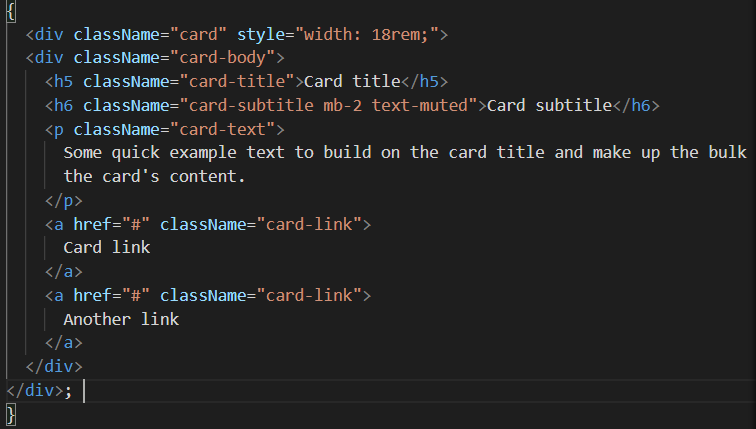 {
<div className="card" style="width: 18rem;">
<div className="card-body">
<h5 className="card-title">Card title</h5>
<h6 className="card-subtitle mb-2 text-muted">Card subtitle</h6>
<p className="card-text">
Some quick example text to build on the card title and make up the bulk
the card's content.
</p>
<a href="#" className="card-link">
Card link
</a>
<a href="#" className="card-link">
Another link
</a>
</div>
</div>;
}